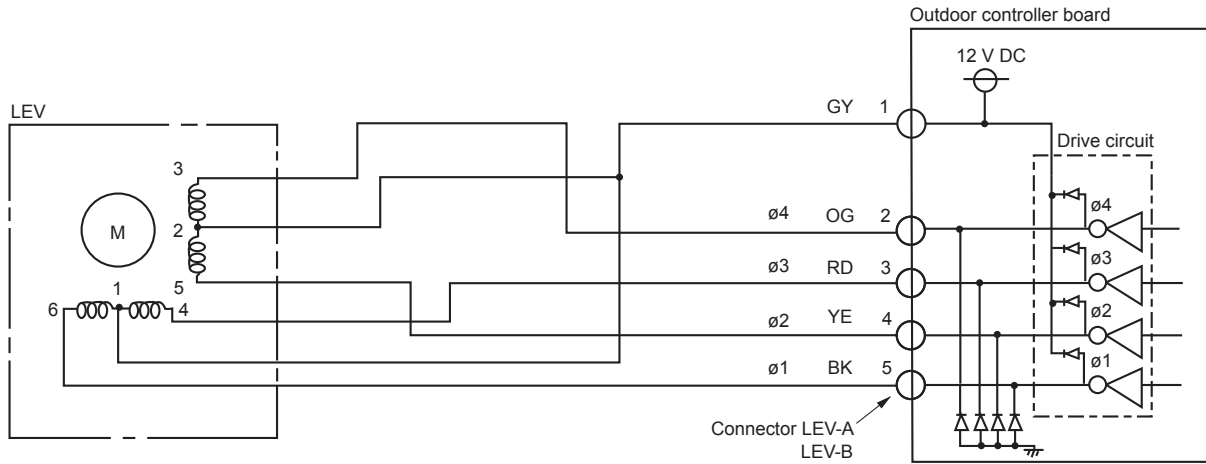 Outdoor controller board
12 V DC
LEV
GY 1
Drive circuit
3
ø4
ø4 OG 2
M
2
ø3
ø3 RD 3
5
1
6
4
ø2
ø2 YE 4
ø1
ø1 BK 5
Connector LEV-A
LEV-B